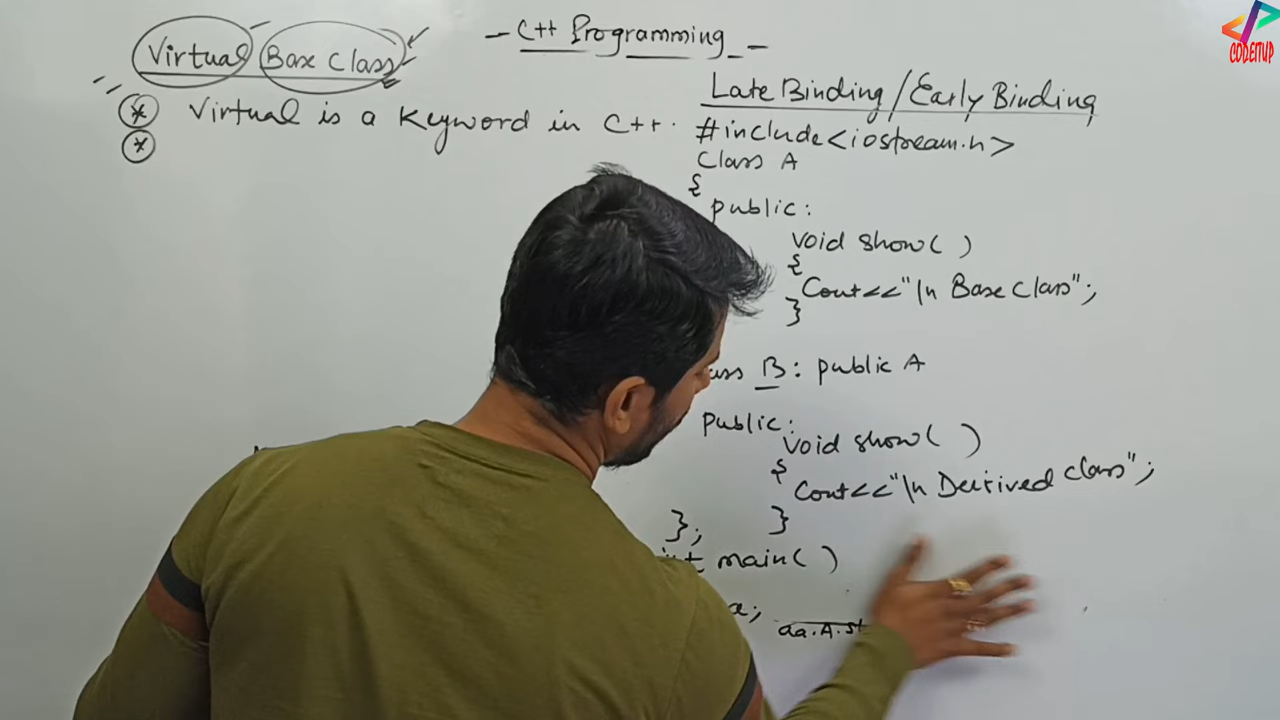 - C++ Programming -
Virtual Base Class
* Virtual is a Keyword in C++.
*
Late Binding / Early Binding
#include<iostream.h>
Class A
{
public:
void show( )
{
Cout<<"\n Base Class";
}
B: public A
public:
void show( )
{
Cout<<"\n Derived Class";
}
};
main( )
a;
CODEITUP